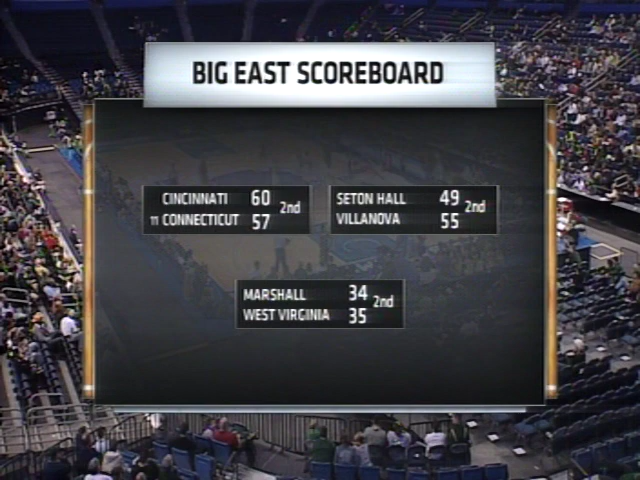 BIG EAST SCOREBOARD
CINCINNATI 60 2nd
11 CONNECTICUT 57
SETON HALL 49 2nd
VILLANOVA 55
MARSHALL 34 2nd
WEST VIRGINIA 35